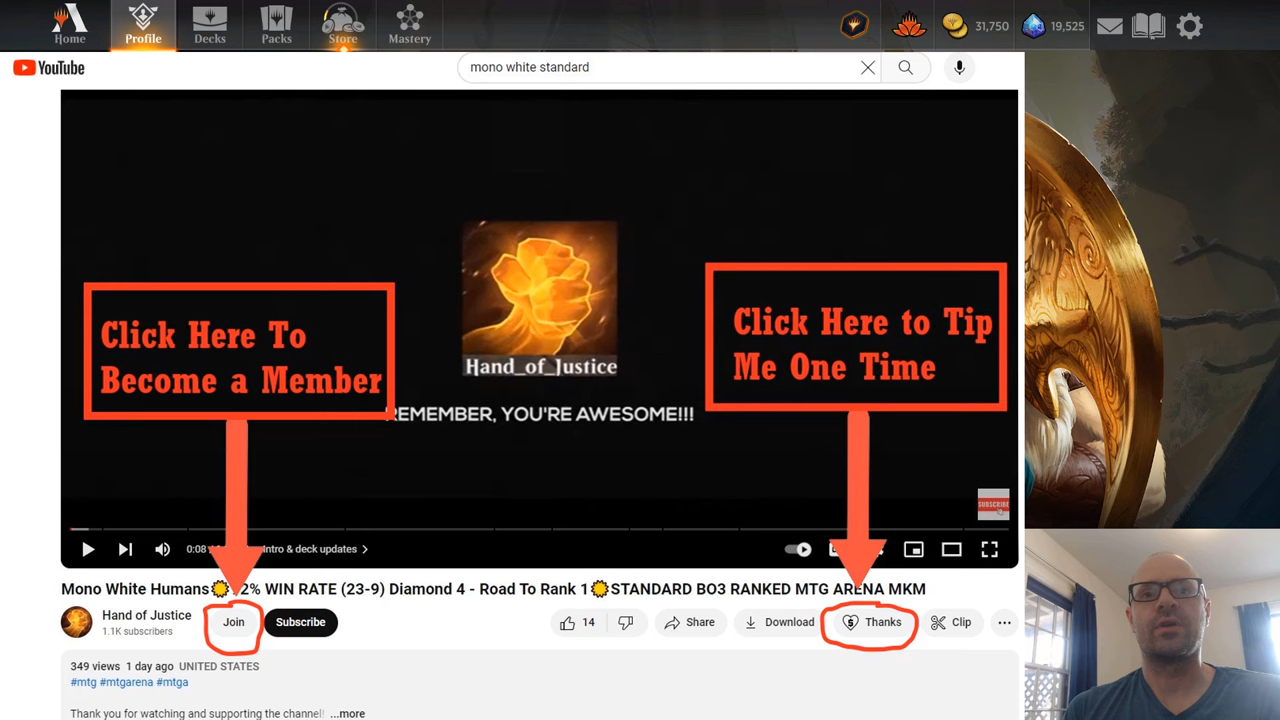 Home
Profile
Decks
Packs
Store
Mastery
31,750
19,525
YouTube
mono white standard
Click Here To
Become a Member
Hand_of_Justice
Click Here to Tip
Me One Time
REMEMBER, YOU'RE AWESOME!!!
SUBSCRIBE
0:08
Intro & deck updates
Mono White Humans 2% WIN RATE (23-9) Diamond 4 - Road To Rank 1 STANDARD BO3 RANKED MTG ARENA MKM
Hand of Justice
1.1K subscribers
Join
Subscribe
14
Share
Download
Thanks
Clip
349 views 1 day ago UNITED STATES
#mtg #mtgarena #mtga
Thank you for watching and supporting the channel! ...more